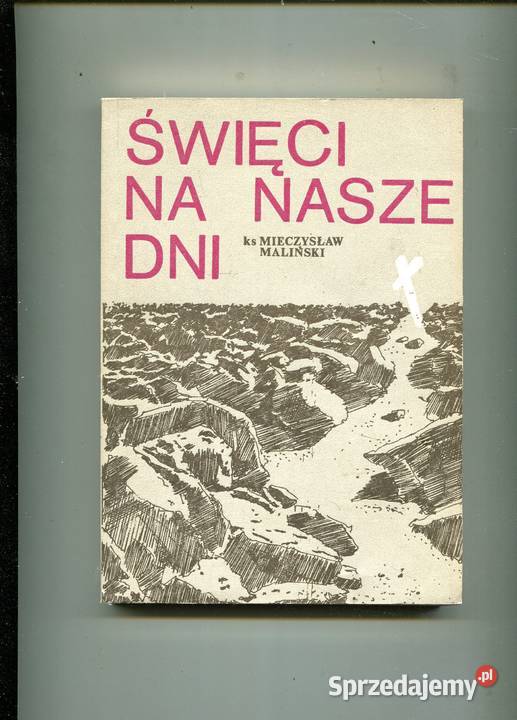 ŚWIĘCI
NA NASZE
DNI
ks MIECZYSŁAW
MALIŃSKI
Sprzedajemy.pl